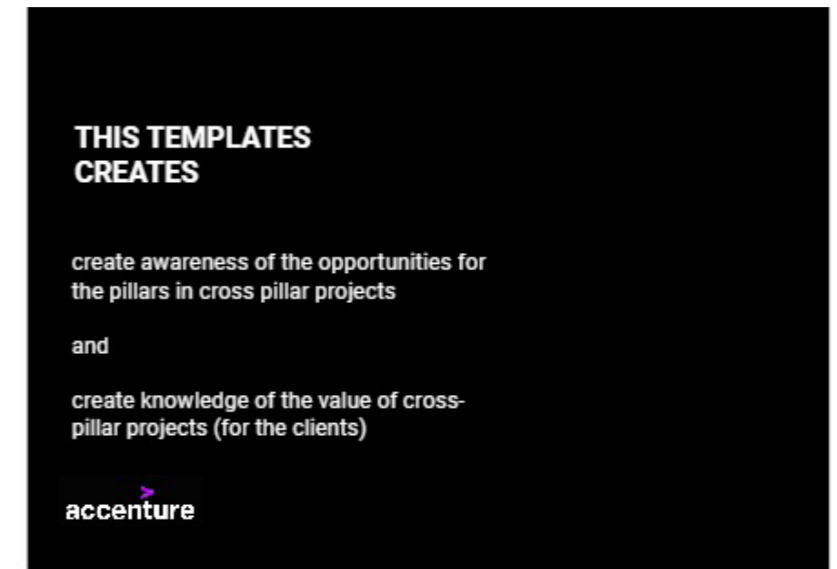 THIS TEMPLATES
CREATES
create awareness of the opportunities for
the pillars in cross pillar projects
and
create knowledge of the value of cross-
pillar projects (for the clients)
accenture